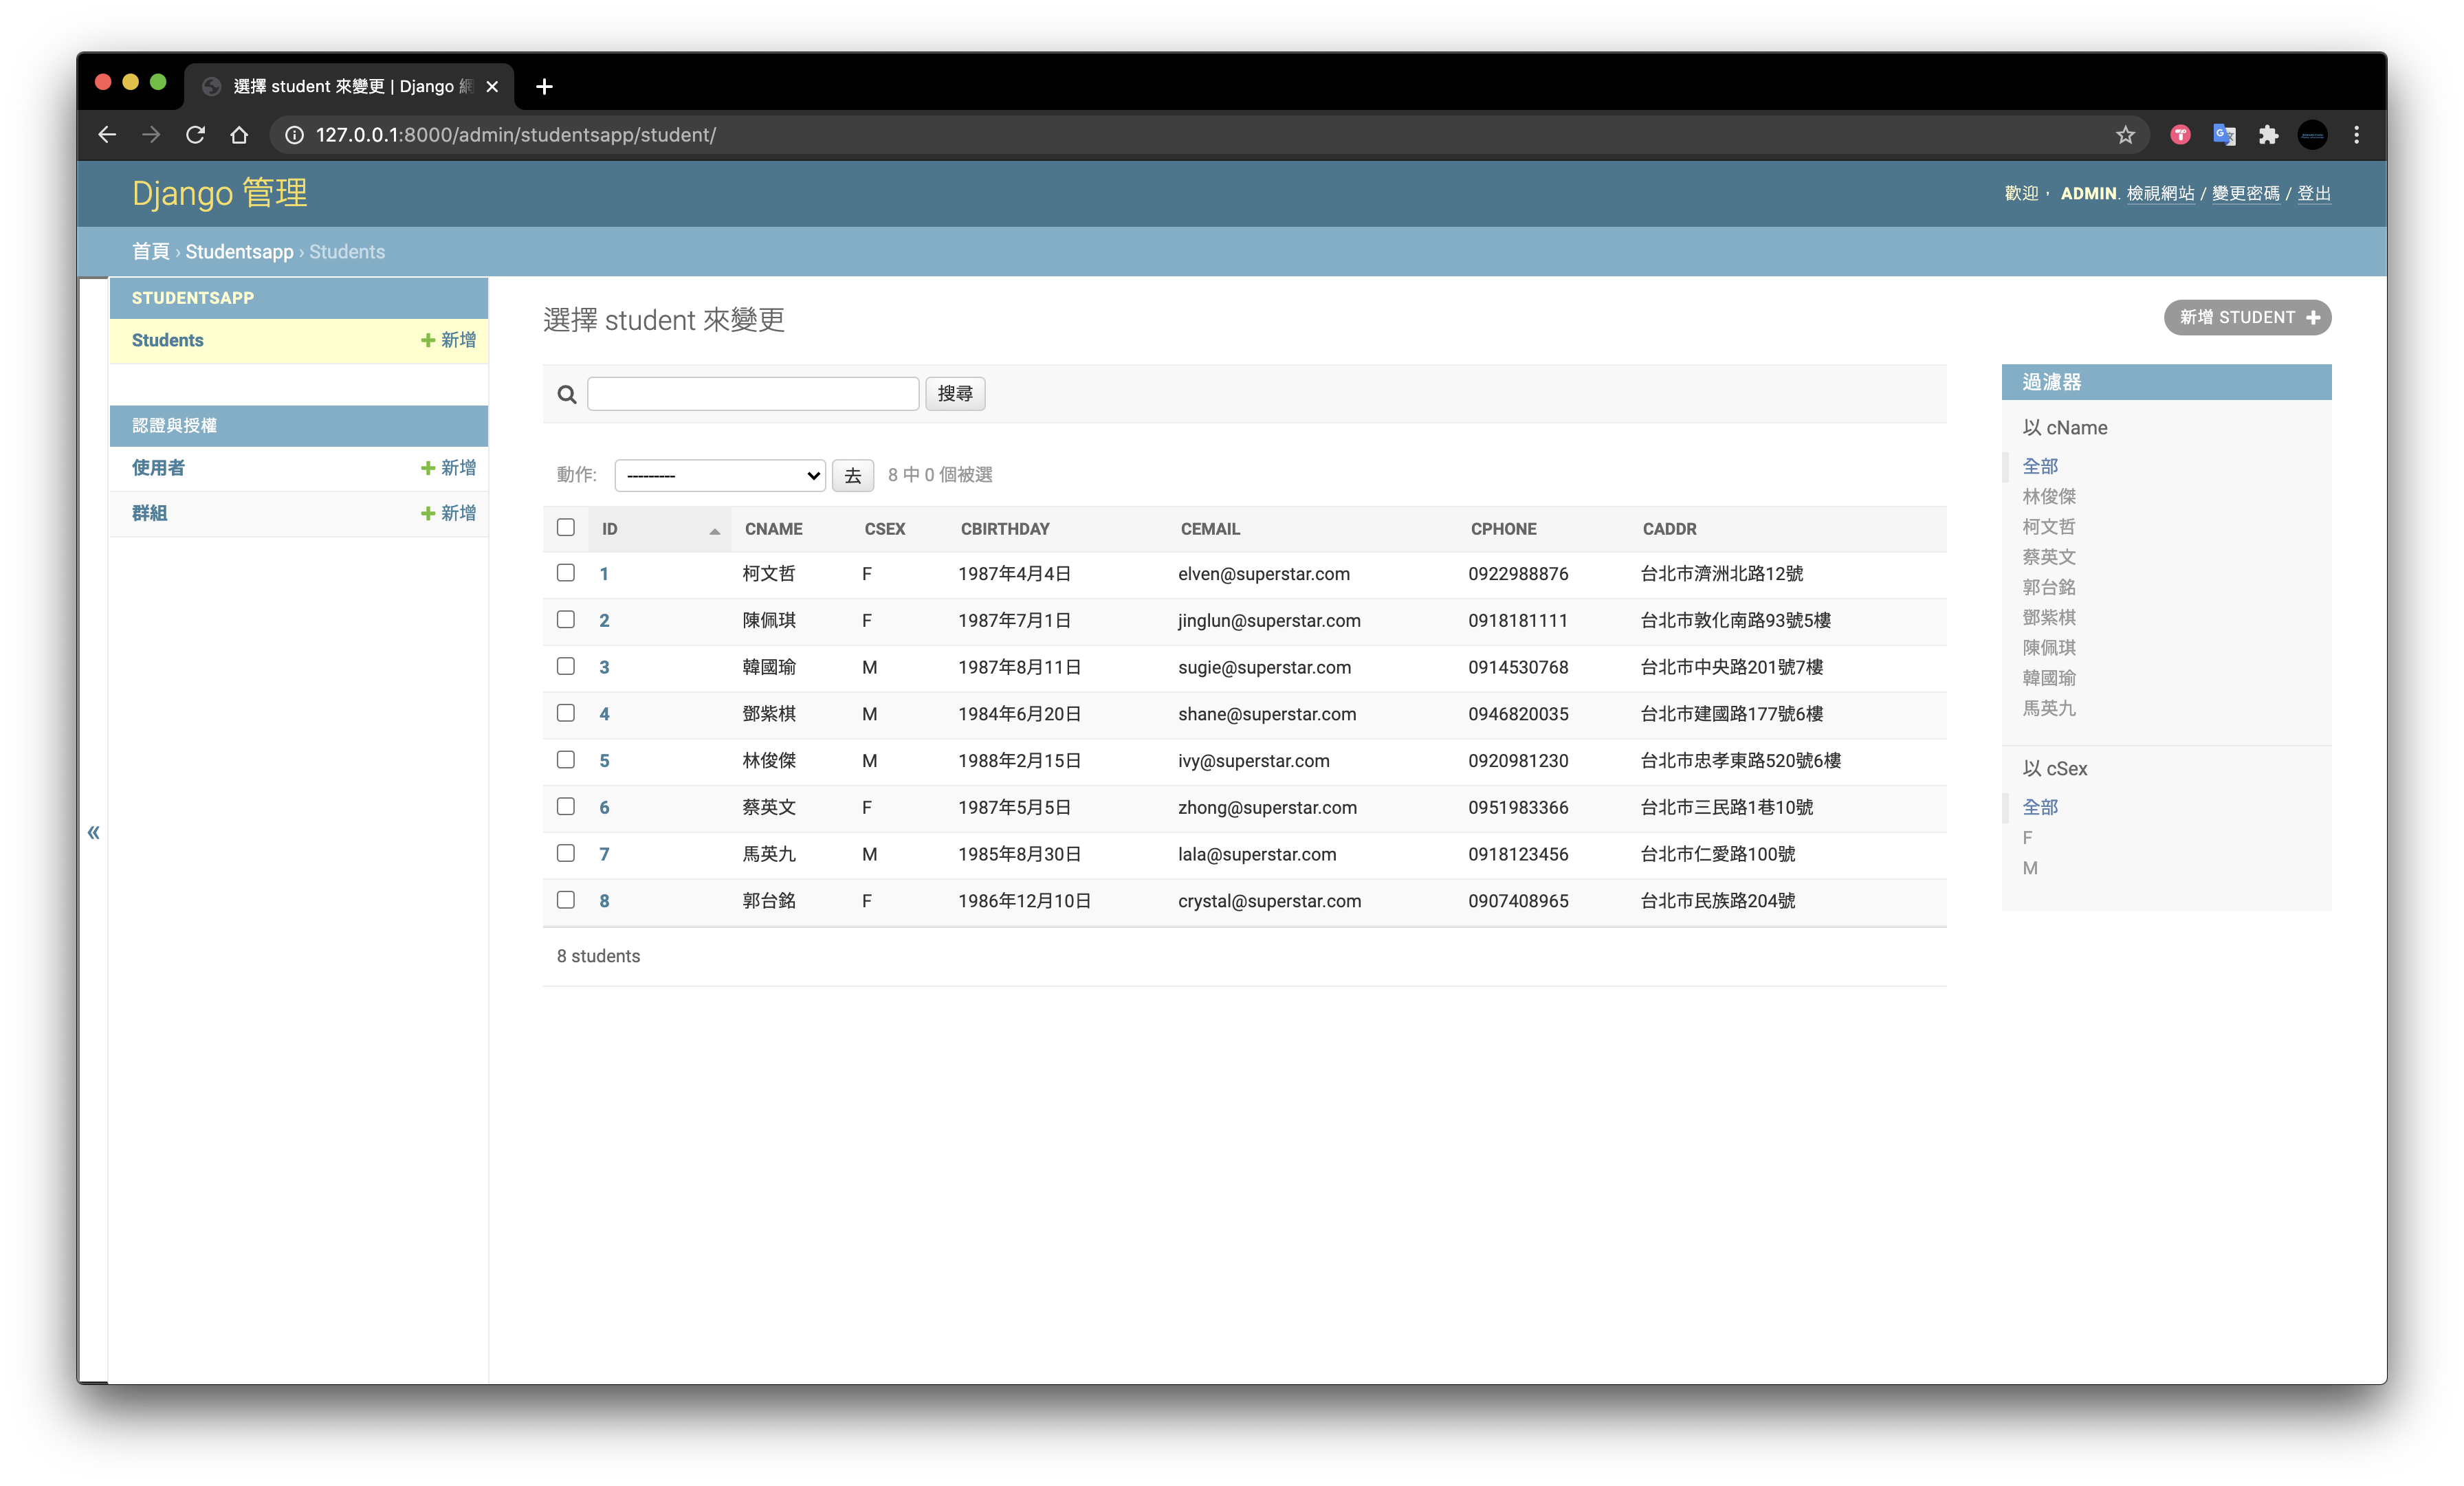 選擇 student 來變更 | Django 網
127.0.0.1:8000/admin/studentsapp/student/
Django 管理
歡迎， ADMIN. 檢視網站 / 變更密碼 / 登出
首頁 › Studentsapp › Students
STUDENTSAPP
Students 新增
認證與授權
使用者 新增
群組 新增
«
選擇 student 來變更
新增 STUDENT
搜尋
動作: --------- 去 8 中 0 個被選
ID CNAME CSEX CBIRTHDAY CEMAIL CPHONE CADDR
1 柯文哲 F 1987年4月4日 elven@superstar.com 0922988876 台北市濟洲北路12號
2 陳佩琪 F 1987年7月1日 jinglun@superstar.com 0918181111 台北市敦化南路93號5樓
3 韓國瑜 M 1987年8月11日 sugie@superstar.com 0914530768 台北市中央路201號7樓
4 鄧紫棋 M 1984年6月20日 shane@superstar.com 0946820035 台北市建國路177號6樓
5 林俊傑 M 1988年2月15日 ivy@superstar.com 0920981230 台北市忠孝東路520號6樓
6 蔡英文 F 1987年5月5日 zhong@superstar.com 0951983366 台北市三民路1巷10號
7 馬英九 M 1985年8月30日 lala@superstar.com 0918123456 台北市仁愛路100號
8 郭台銘 F 1986年12月10日 crystal@superstar.com 0907408965 台北市民族路204號
8 students
過濾器
以 cName
全部
林俊傑
柯文哲
蔡英文
郭台銘
鄧紫棋
陳佩琪
韓國瑜
馬英九
以 cSex
全部
F
M